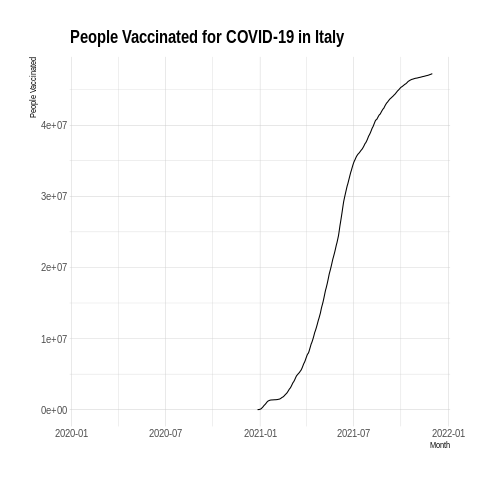 People Vaccinated for COVID-19 in Italy
People Vaccinated
4e+07
3e+07
2e+07
1e+07
0e+00
2020-01 2020-07 2021-01 2021-07 2022-01
Month